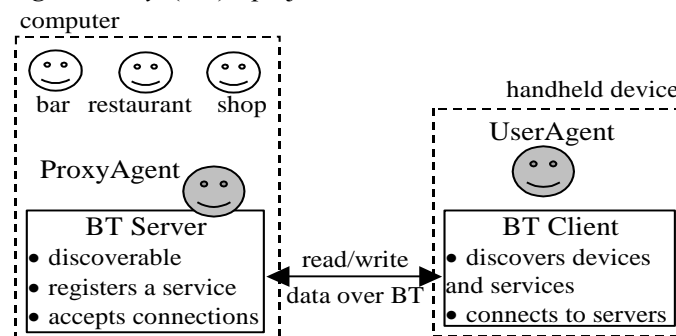 computer
bar restaurant shop
handheld device
UserAgent
ProxyAgent
BT Server
• discoverable
• registers a service
• accepts connections
read/write
data over BT
BT Client
• discovers devices
and services
• connects to servers